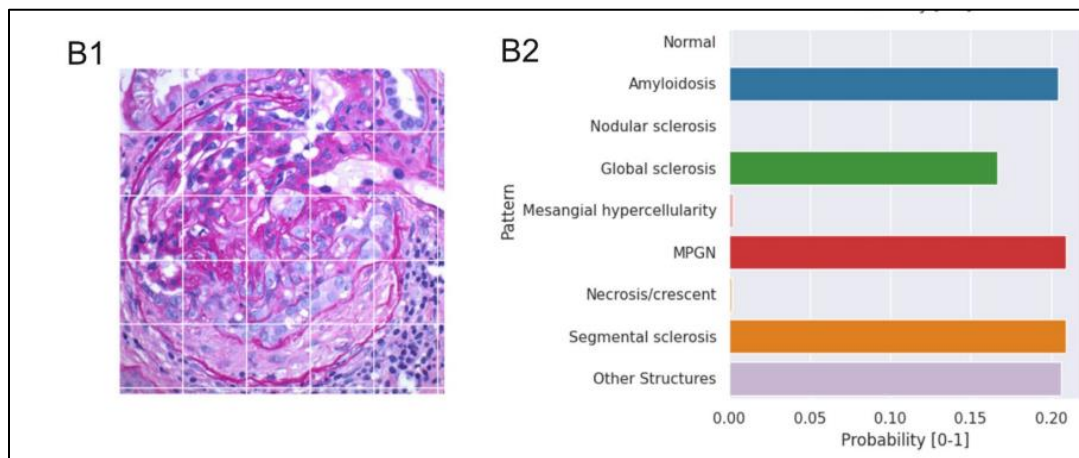 B1
B2
Normal
Amyloidosis
Nodular sclerosis
Global sclerosis
Mesangial hypercellularity
MPGN
Necrosis/crescent
Segmental sclerosis
Other Structures
Pattern
0.00 0.05 0.10 0.15 0.20
Probability [0-1]